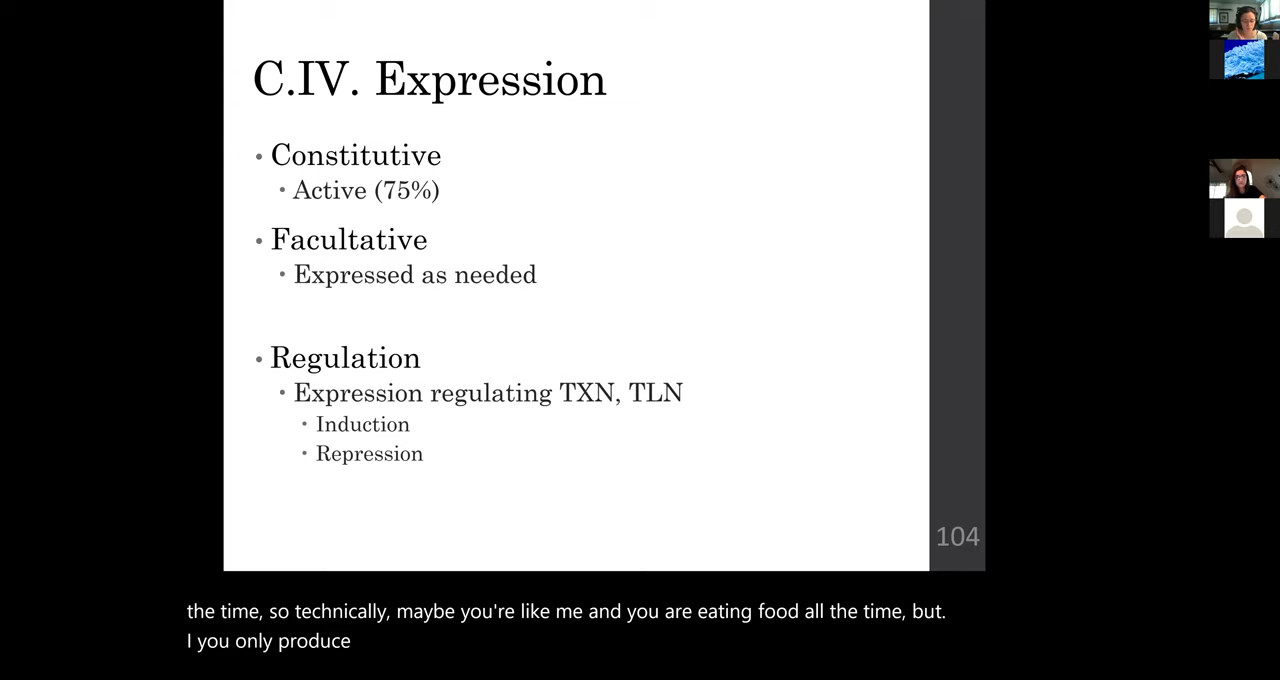 C.IV. Expression
• Constitutive
• Active (75%)
• Facultative
• Expressed as needed
• Regulation
• Expression regulating TXN, TLN
• Induction
• Repression
104
the time, so technically, maybe you're like me and you are eating food all the time, but.
I you only produce